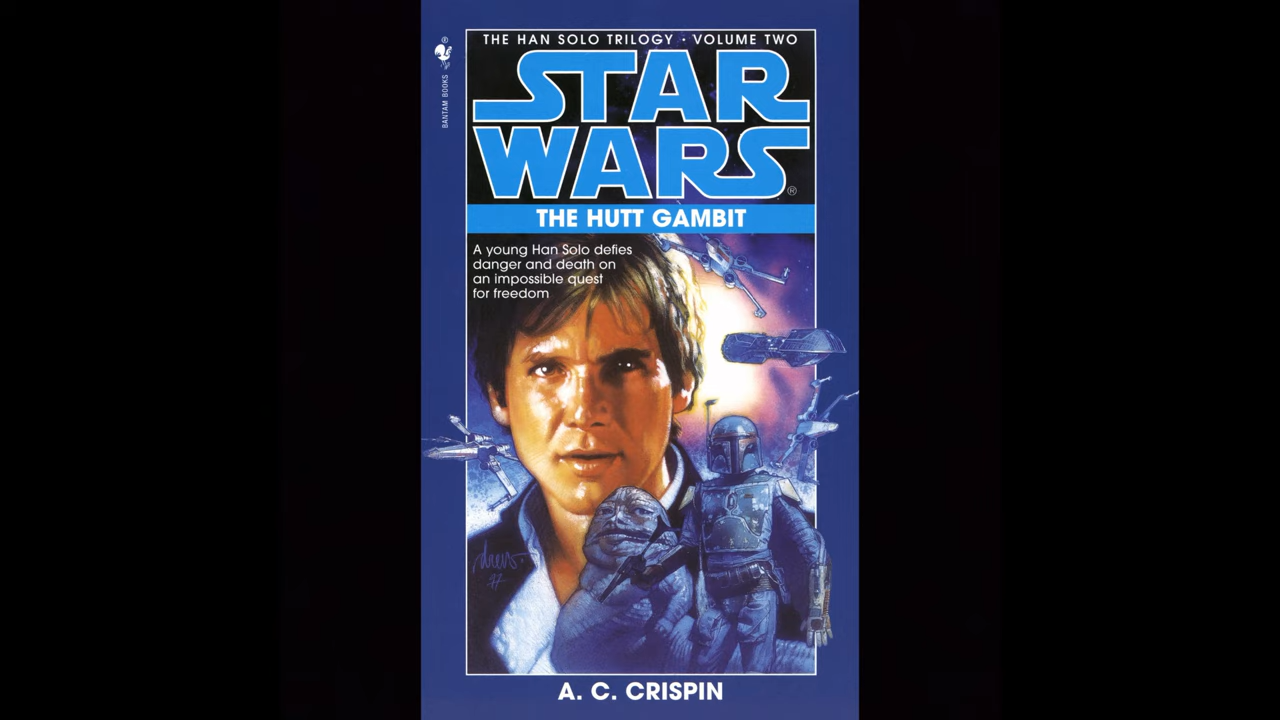 THE HAN SOLO TRILOGY · VOLUME TWO
BANTAM BOOKS
STAR
WARS®
THE HUTT GAMBIT
A young Han Solo defies
danger and death on
an impossible quest
for freedom
drew
A. C. CRISPIN